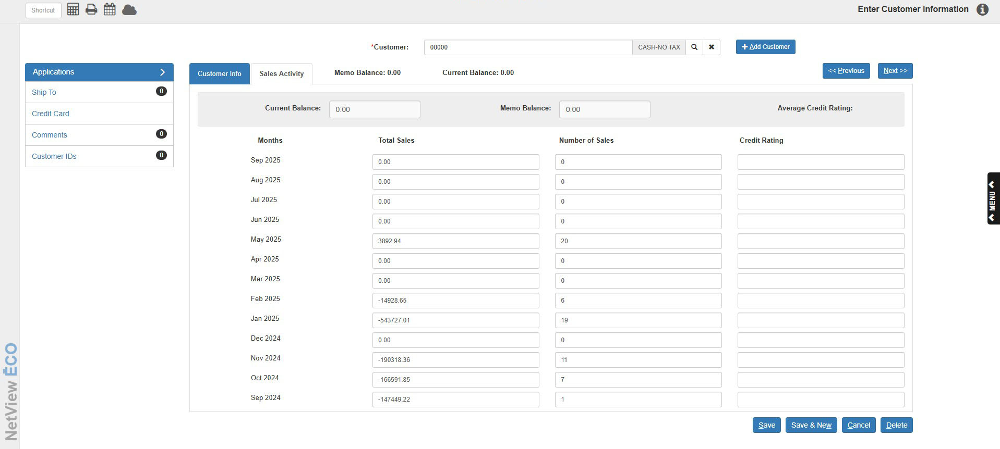 Shortcut
Enter Customer Information
*Customer: 00000 CASH-NO TAX Add Customer
Applications
Ship To 0
Credit Card
Comments 0
Customer IDs 0
Customer Info Sales Activity Memo Balance: 0.00 Current Balance: 0.00 << Previous Next >>
Current Balance: 0.00 Memo Balance: 0.00 Average Credit Rating:
Months Total Sales Number of Sales Credit Rating
Sep 2025 0.00 0
Aug 2025 0.00 0
Jul 2025 0.00 0
Jun 2025 0.00 0
May 2025 3892.94 20
Apr 2025 0.00 0
Mar 2025 0.00 0
Feb 2025 -14928.65 6
Jan 2025 -543727.01 19
Dec 2024 0.00 0
Nov 2024 -190318.36 11
Oct 2024 -166591.85 7
Sep 2024 -147449.22 1
Save Save & New Cancel Delete
MENU
NetView ĒCO